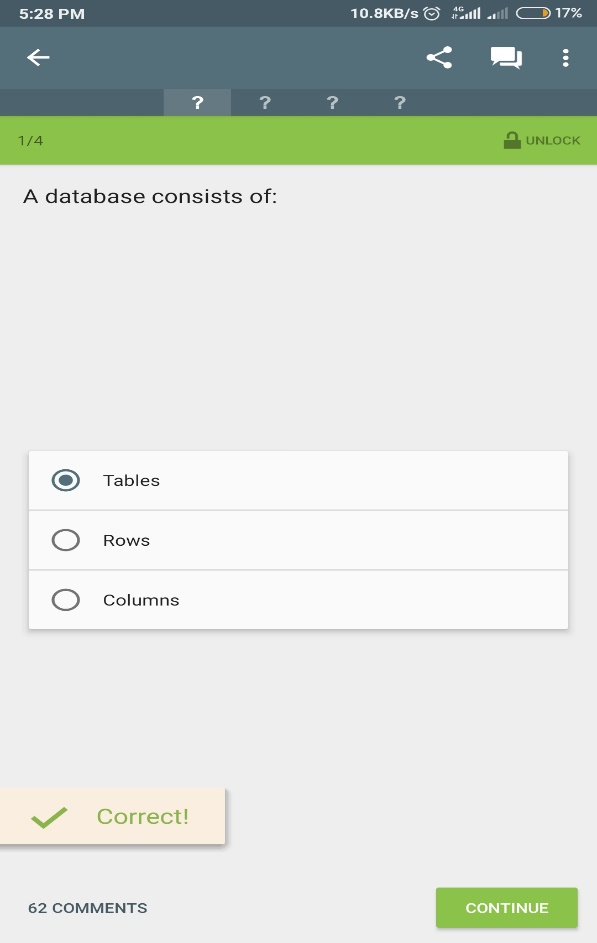 5:28 PM 10.8KB/s 4G 17%
? ? ? ?
1/4 UNLOCK
A database consists of:
Tables
Rows
Columns
Correct!
62 COMMENTS CONTINUE